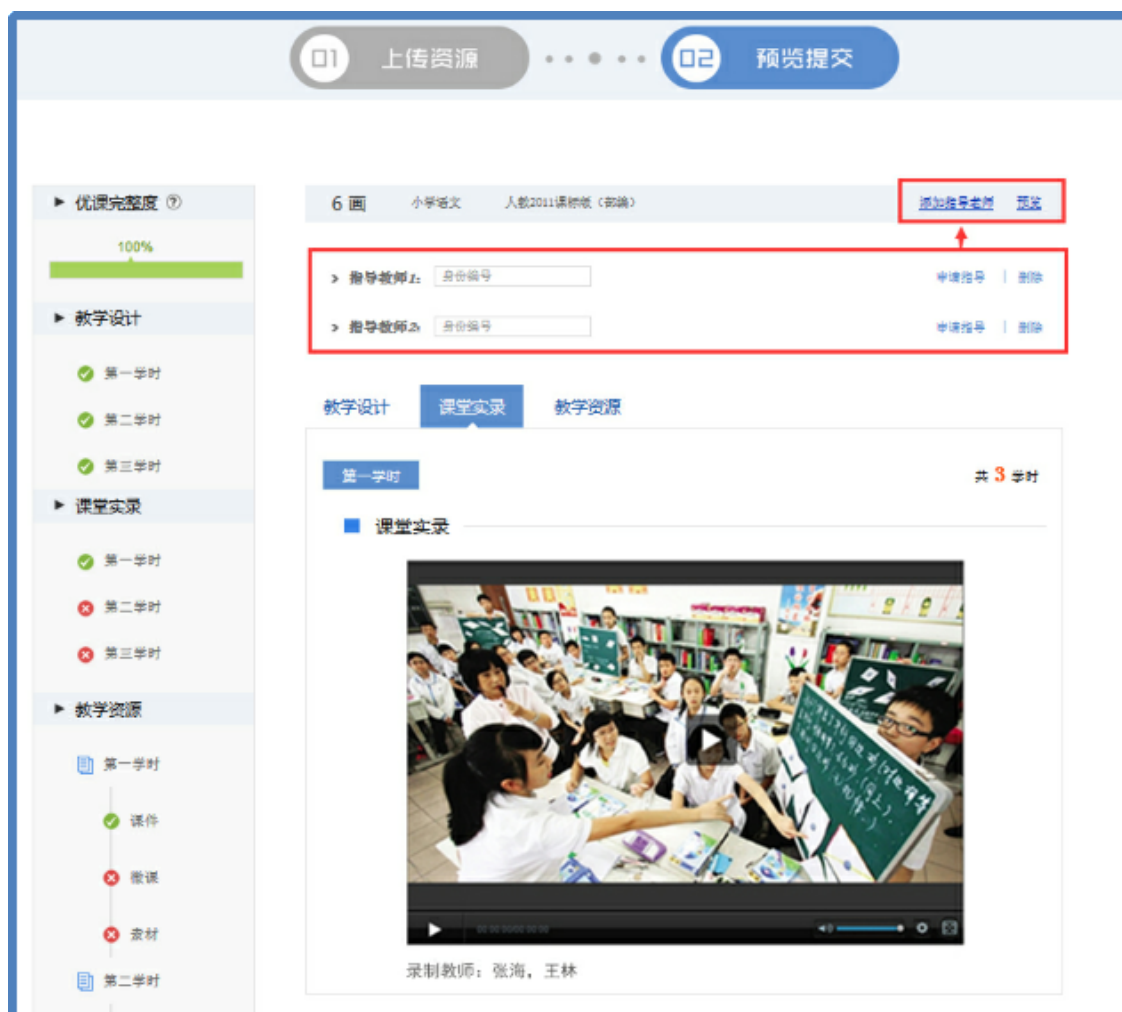 01 上传资源
02 预览提交
优课完整度 ?
100%
教学设计
第一学时
第二学时
第三学时
课堂实录
第一学时
第二学时
第三学时
教学资源
第一学时
课件
微课
素材
第二学时
6 画 小学语文 人教2011课标版（部编） 添加指导老师 预览
指导教师1: 身份编号 申请指导 | 删除
指导教师2: 身份编号 申请指导 | 删除
教学设计 课堂实录 教学资源
第一学时 共 3 学时
课堂实录
录制教师：张海，王林